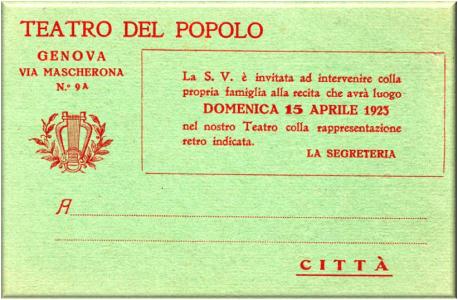 TEATRO DEL POPOLO
GENOVA
VIA MASCHERONA
N.º 9A
La S. V. è invitata ad intervenire colla
propria famiglia alla recita che avrà luogo
DOMENICA 15 APRILE 1923
nel nostro Teatro colla rappresentazione
retro indicata.
LA SEGRETERIA
A
CITTÀ